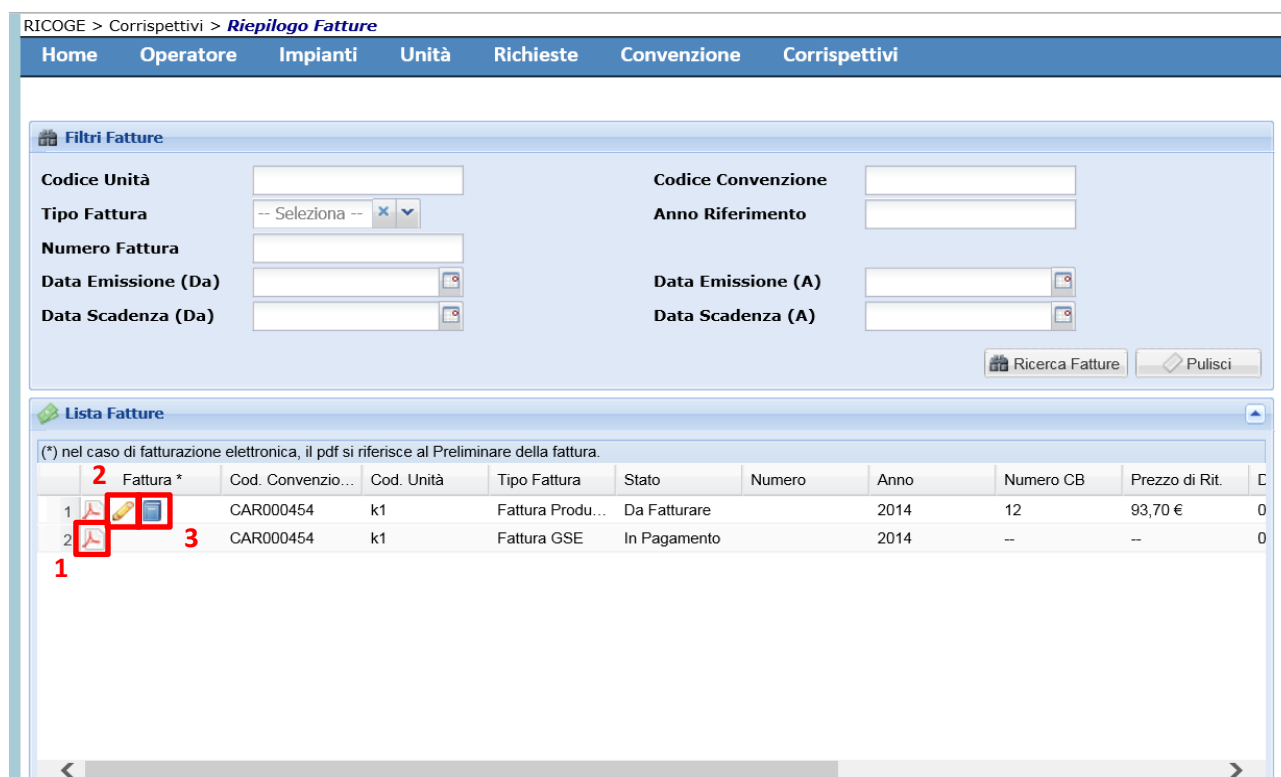 RICOGE > Corrispettivi > Riepilogo Fatture
Home Operatore Impianti Unità Richieste Convenzione Corrispettivi
Filtri Fatture
Codice Unità Codice Convenzione
Tipo Fattura -- Seleziona -- Anno Riferimento
Numero Fattura
Data Emissione (Da) Data Emissione (A)
Data Scadenza (Da) Data Scadenza (A)
Ricerca Fatture Pulisci
Lista Fatture
(*) nel caso di fatturazione elettronica, il pdf si riferisce al Preliminare della fattura.
2 Fattura * Cod. Convenzio... Cod. Unità Tipo Fattura Stato Numero Anno Numero CB Prezzo di Rit. D
1 CAR000454 k1 Fattura Produ... Da Fatturare 2014 12 93,70 € 0
2 3 CAR000454 k1 Fattura GSE In Pagamento 2014 -- -- 0
1